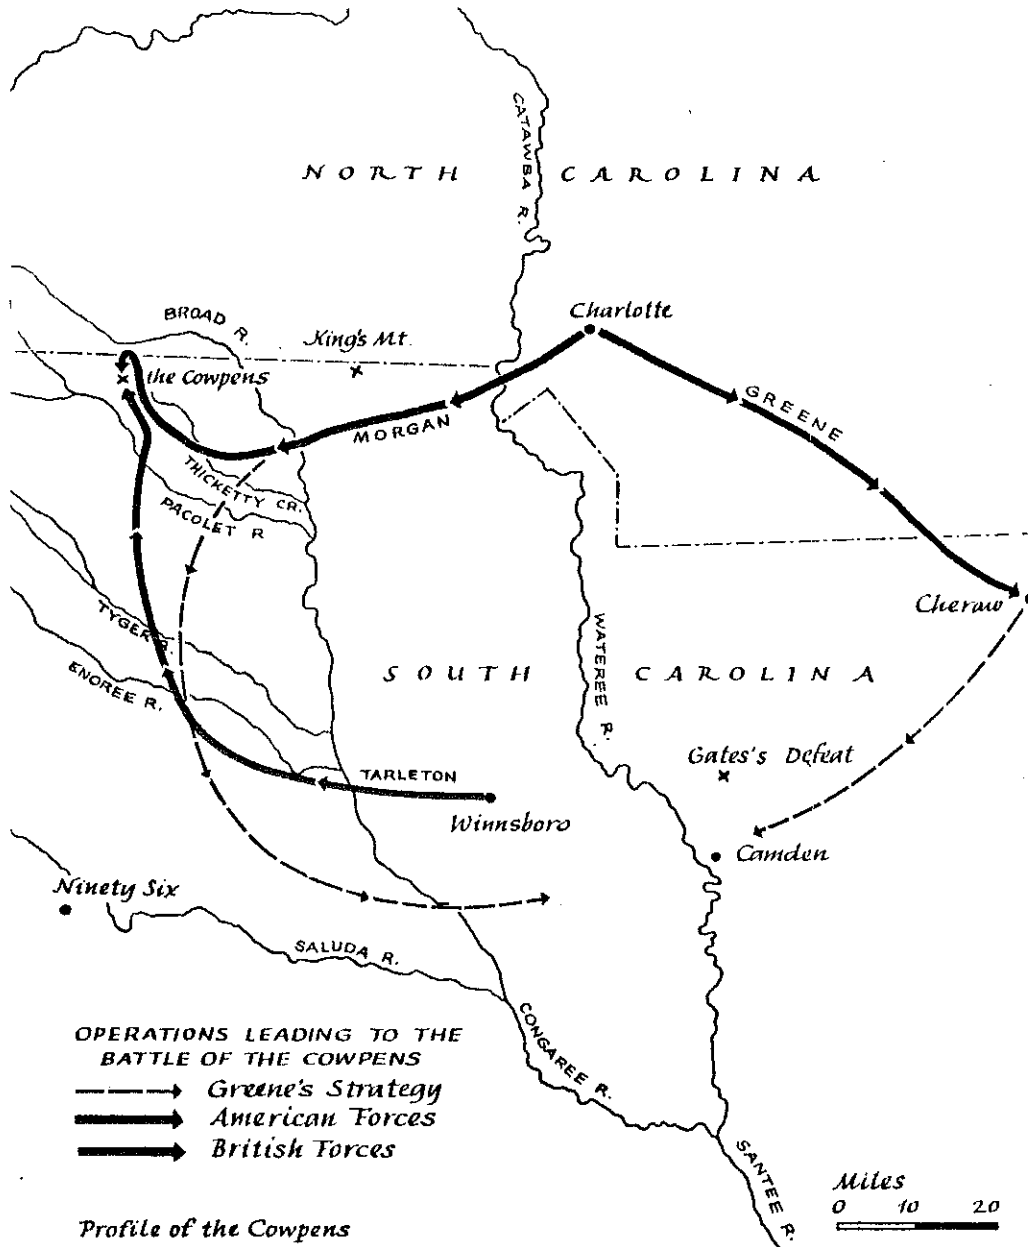 CATAWBA R.
NORTH CAROLINA
Charlotte
BROAD R.
King's Mt.
the Cowpens
GREENE
MORGAN
THICKETTY CR.
PACOLET R
Cheraw
TYGER R.
WATEREE R.
ENOREE R.
SOUTH CAROLINA
Gates's Defeat
TARLETON
Winnsboro
Camden
Ninety Six
SALUDA R.
CONGAREE R.
OPERATIONS LEADING TO THE
BATTLE OF THE COWPENS
Greene's Strategy
American Forces
British Forces
SANTEE R.
Miles
0 10 20
Profile of the Cowpens